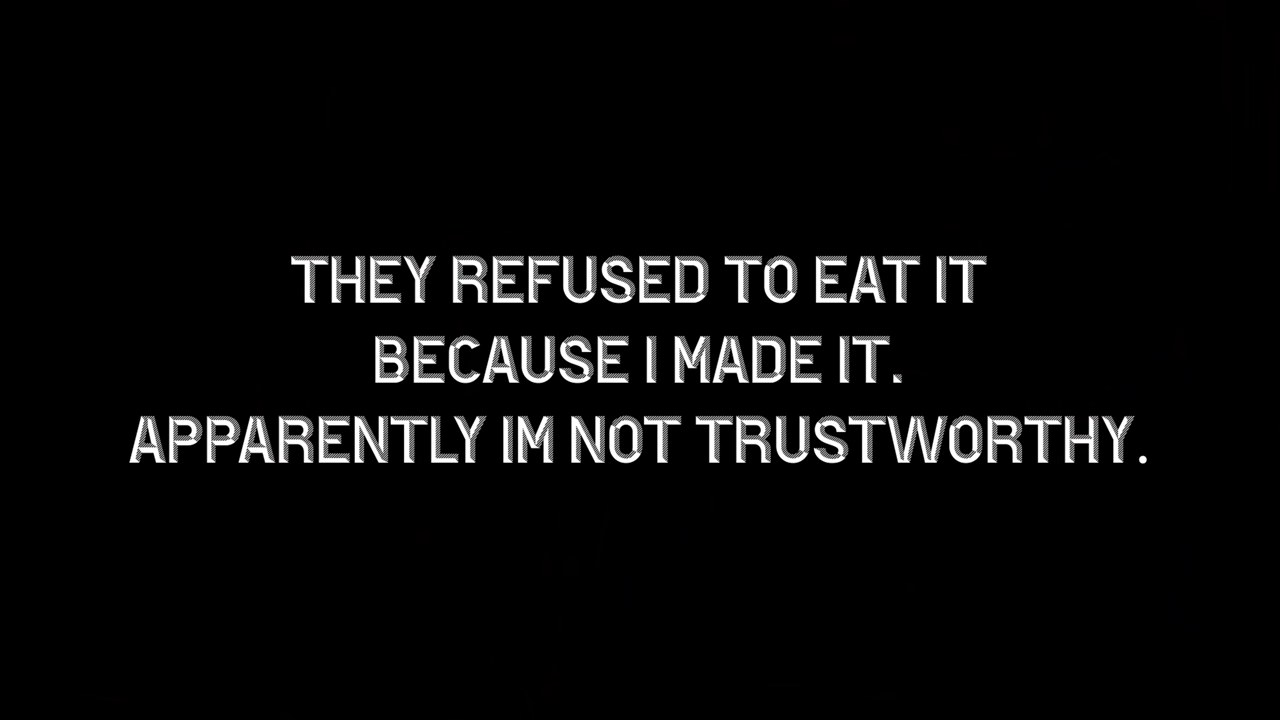 THEY REFUSED TO EAT IT
BECAUSE I MADE IT.
APPARENTLY IM NOT TRUSTWORTHY.